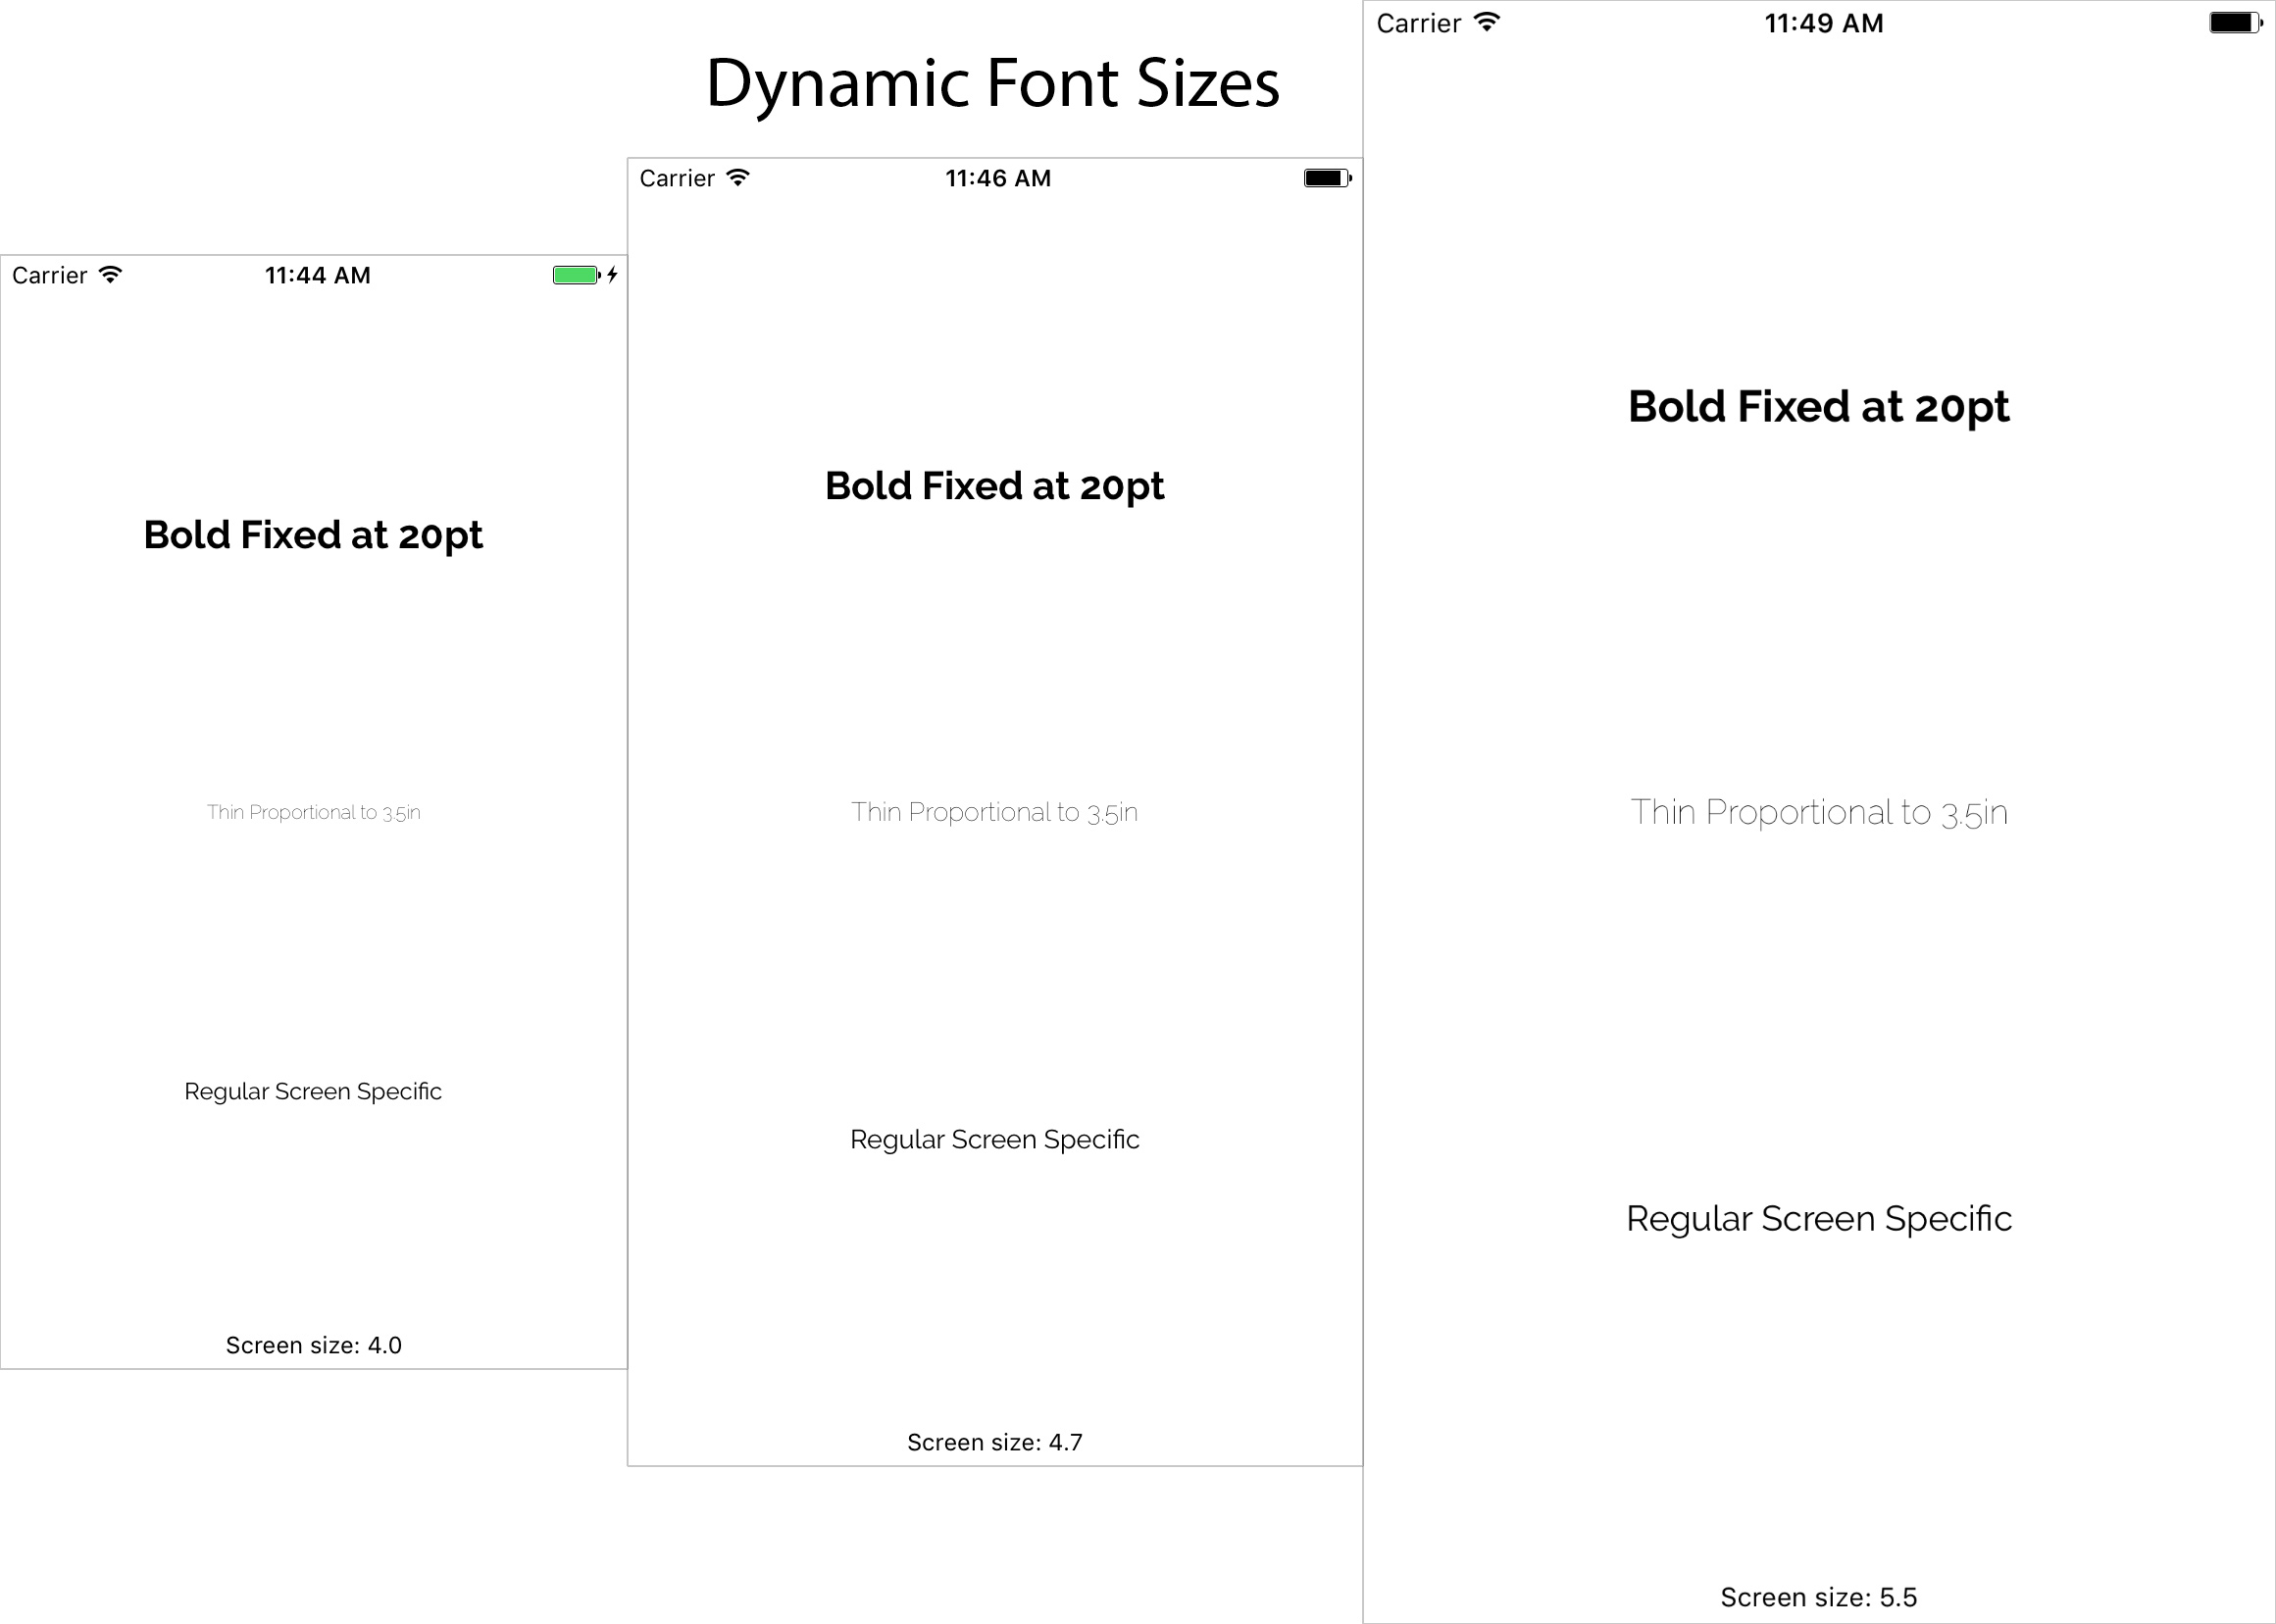 Dynamic Font Sizes
Carrier 11:44 AM
Bold Fixed at 20pt
Thin Proportional to 3.5in
Regular Screen Specific
Screen size: 4.0
Carrier 11:46 AM
Bold Fixed at 20pt
Thin Proportional to 3.5in
Regular Screen Specific
Screen size: 4.7
Carrier 11:49 AM
Bold Fixed at 20pt
Thin Proportional to 3.5in
Regular Screen Specific
Screen size: 5.5